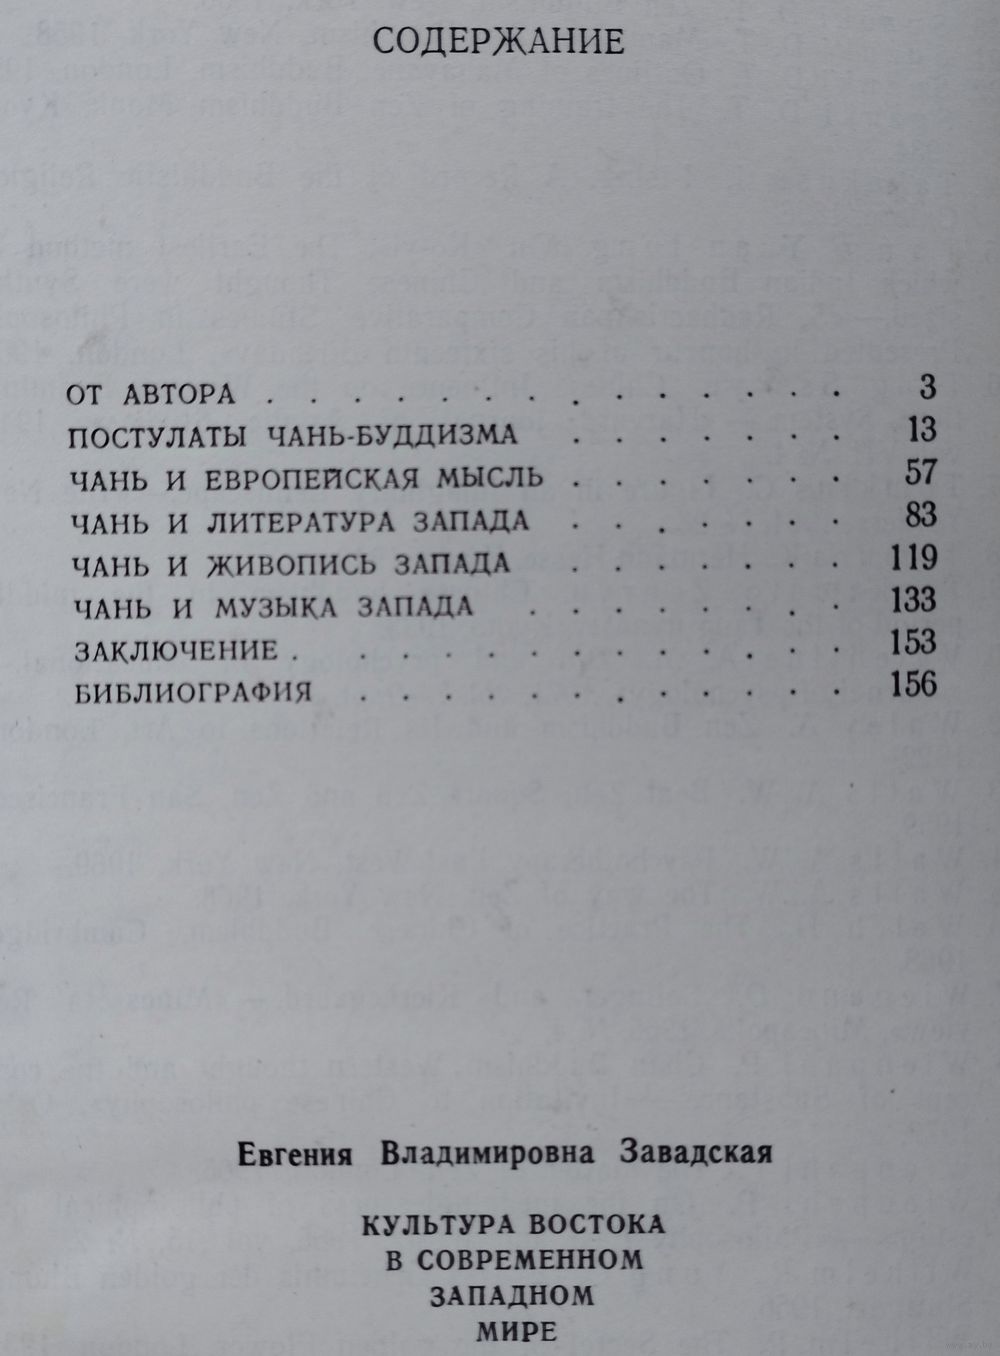 СОДЕРЖАНИЕ
ОТ АВТОРА . . . . . . . . . . . . . . 3
ПОСТУЛАТЫ ЧАНЬ-БУДДИЗМА . . . . . . . 13
ЧАНЬ И ЕВРОПЕЙСКАЯ МЫСЛЬ . . . . . . . 57
ЧАНЬ И ЛИТЕРАТУРА ЗАПАДА . . . . . . . 83
ЧАНЬ И ЖИВОПИСЬ ЗАПАДА . . . . . . . 119
ЧАНЬ И МУЗЫКА ЗАПАДА . . . . . . . . 133
ЗАКЛЮЧЕНИЕ . . . . . . . . . . . . . 153
БИБЛИОГРАФИЯ . . . . . . . . . . . . 156
Евгения Владимировна Завадская
КУЛЬТУРА ВОСТОКА
В СОВРЕМЕННОМ
ЗАПАДНОМ
МИРЕ